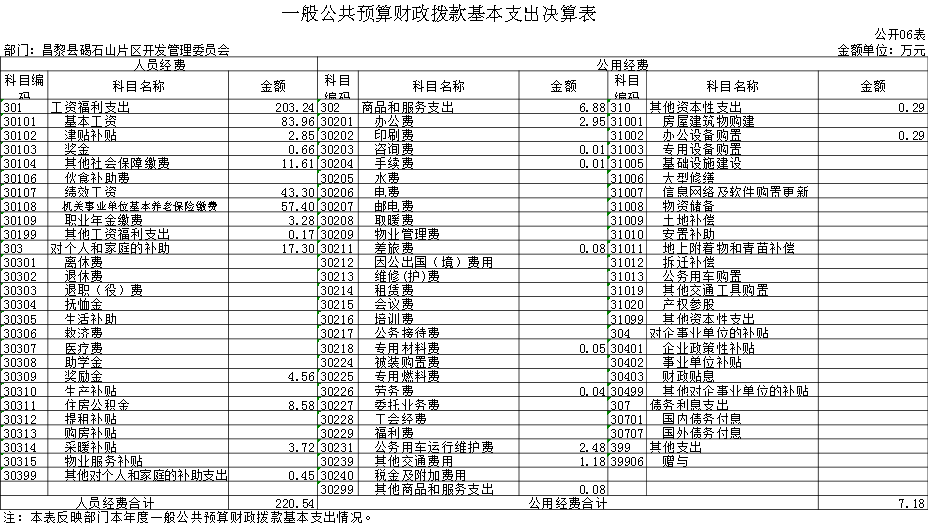 一般公共预算财政拨款基本支出决算表
公开06表
部门：昌黎县碣石山片区开发管理委员会 金额单位：万元
人员经费 公用经费
科目编码 科目名称 金额 科目编码 科目名称 金额 科目编码 科目名称 金额
301 工资福利支出 203.24 302 商品和服务支出 6.88 310 其他资本性支出 0.29
30101 基本工资 83.96 30201 办公费 2.95 31001 房屋建筑物购建
30102 津贴补贴 2.85 30202 印刷费 31002 办公设备购置 0.29
30103 奖金 0.66 30203 咨询费 0.01 31003 专用设备购置
30104 其他社会保障缴费 11.61 30204 手续费 0.01 31005 基础设施建设
30106 伙食补助费 30205 水费 31006 大型修缮
30107 绩效工资 43.30 30206 电费 31007 信息网络及软件购置更新
30108 机关事业单位基本养老保险缴费 57.40 30207 邮电费 31008 物资储备
30109 职业年金缴费 3.28 30208 取暖费 31009 土地补偿
30199 其他工资福利支出 0.17 30209 物业管理费 31010 安置补助
303 对个人和家庭的补助 17.30 30211 差旅费 0.08 31011 地上附着物和青苗补偿
30301 离休费 30212 因公出国（境）费用 31012 拆迁补偿
30302 退休费 30213 维修(护)费 31013 公务用车购置
30303 退职（役）费 30214 租赁费 31019 其他交通工具购置
30304 抚恤金 30215 会议费 31020 产权参股
30305 生活补助 30216 培训费 31099 其他资本性支出
30306 救济费 30217 公务接待费 304 对企事业单位的补贴
30307 医疗费 30218 专用材料费 0.05 30401 企业政策性补贴
30308 助学金 30224 被装购置费 30402 事业单位补贴
30309 奖励金 4.56 30225 专用燃料费 30403 财政贴息
30310 生产补贴 30226 劳务费 0.04 30499 其他对企事业单位的补贴
30311 住房公积金 8.58 30227 委托业务费 307 债务利息支出
30312 提租补贴 30228 工会经费 30701 国内债务付息
30313 购房补贴 30229 福利费 30707 国外债务付息
30314 采暖补贴 3.72 30231 公务用车运行维护费 2.48 399 其他支出
30315 物业服务补贴 30239 其他交通费用 1.18 39906 赠与
30399 其他对个人和家庭的补助支出 0.45 30240 税金及附加费用
30299 其他商品和服务支出 0.08
人员经费合计 220.54 公用经费合计 7.18
注：本表反映部门本年度一般公共预算财政拨款基本支出情况。